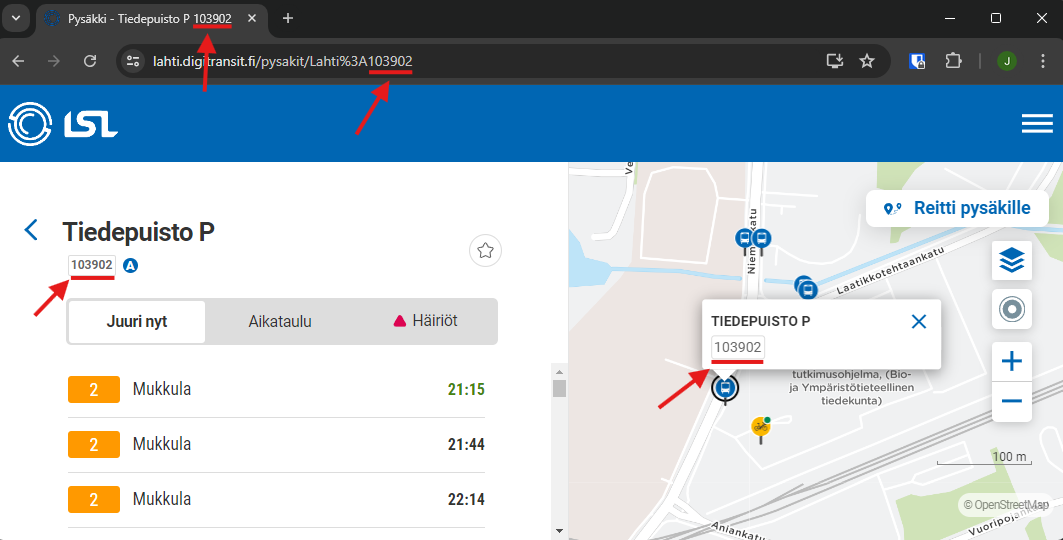 Pysäkki - Tiedepuisto P 103902
lahti.digitransit.fi/pysakit/Lahti%3A103902
J
LSL
Tiedepuisto P
103902 A
Juuri nyt
Aikataulu
Häiriöt
2 Mukkula 21:15
2 Mukkula 21:44
2 Mukkula 22:14
Reitti pysäkille
Laatikkotehtaankatu
TIEDEPUISTO P
103902
tutkimusohjelma, (Bio-
ja Ympäristötieteellinen
tiedekunta)
100 m
© OpenStreetMap
Vuoripojankatu
Aniankatu